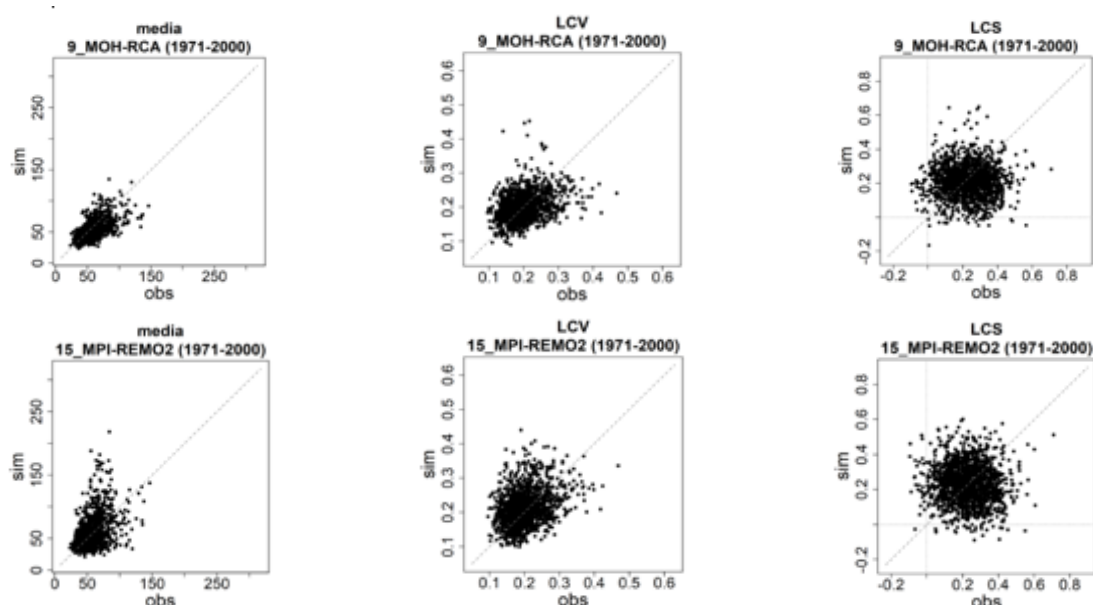 media
9_MOH-RCA (1971-2000)
sim
0 50 150 250
0 50 150 250
obs
LCV
9_MOH-RCA (1971-2000)
sim
0.1 0.2 0.3 0.4 0.5 0.6
0.1 0.2 0.3 0.4 0.5 0.6
obs
LCS
9_MOH-RCA (1971-2000)
sim
-0.2 0.2 0.4 0.6 0.8
-0.2 0.2 0.4 0.6 0.8
obs
media
15_MPI-REMO2 (1971-2000)
sim
0 50 150 250
0 50 150 250
obs
LCV
15_MPI-REMO2 (1971-2000)
sim
0.1 0.2 0.3 0.4 0.5 0.6
0.1 0.2 0.3 0.4 0.5 0.6
obs
LCS
15_MPI-REMO2 (1971-2000)
sim
-0.2 0.2 0.4 0.6 0.8
-0.2 0.2 0.4 0.6 0.8
obs